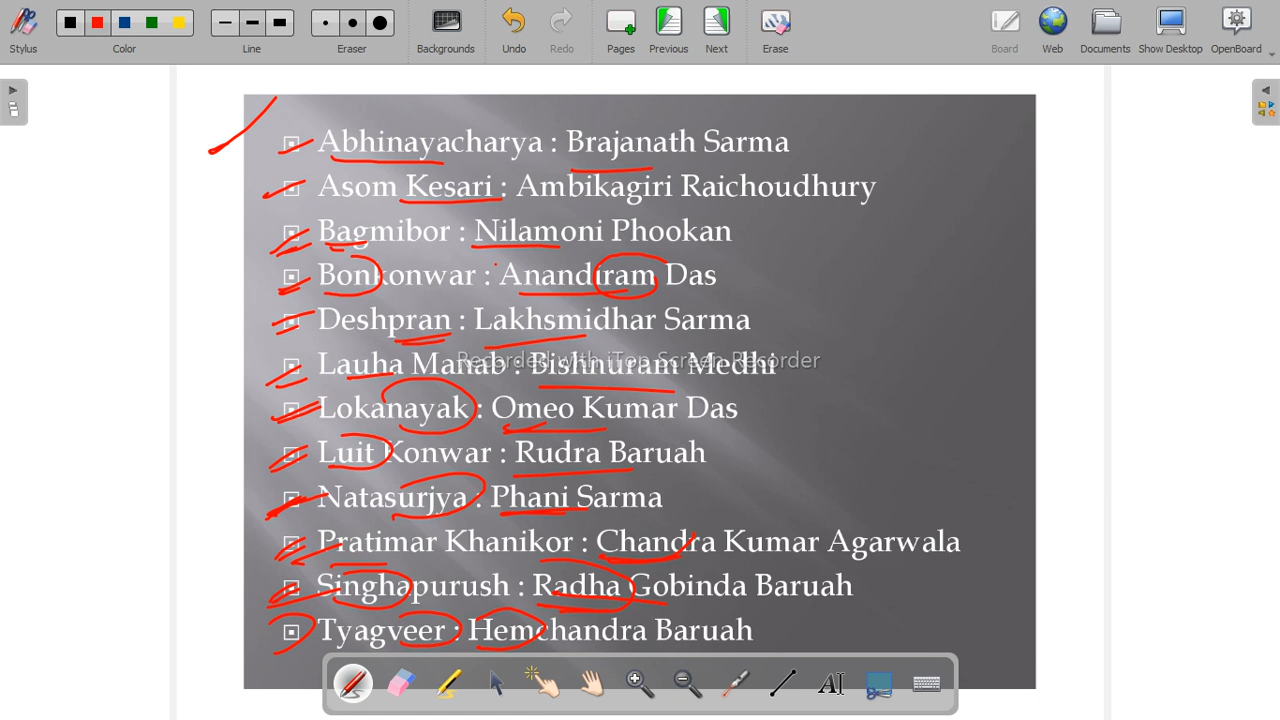 Stylus Color Line Eraser Backgrounds Undo Redo Pages Previous Next Erase Board Web Documents Show Desktop OpenBoard
Abhinayacharya : Brajanath Sarma
Asom Kesari : Ambikagiri Raichoudhury
Bagmibor : Nilamoni Phookan
Bonkonwar : Anandiram Das
Deshpran : Lakhsmidhar Sarma
Recorded with iTop Screen Recorder
Lauha Manab : Bishnuram Medhi
Lokanayak : Omeo Kumar Das
Luit Konwar : Rudra Baruah
Natasurjya : Phani Sarma
Pratimar Khanikor : Chandra Kumar Agarwala
Singhapurush : Radha Gobinda Baruah
Tyagveer : Hemchandra Baruah
AI